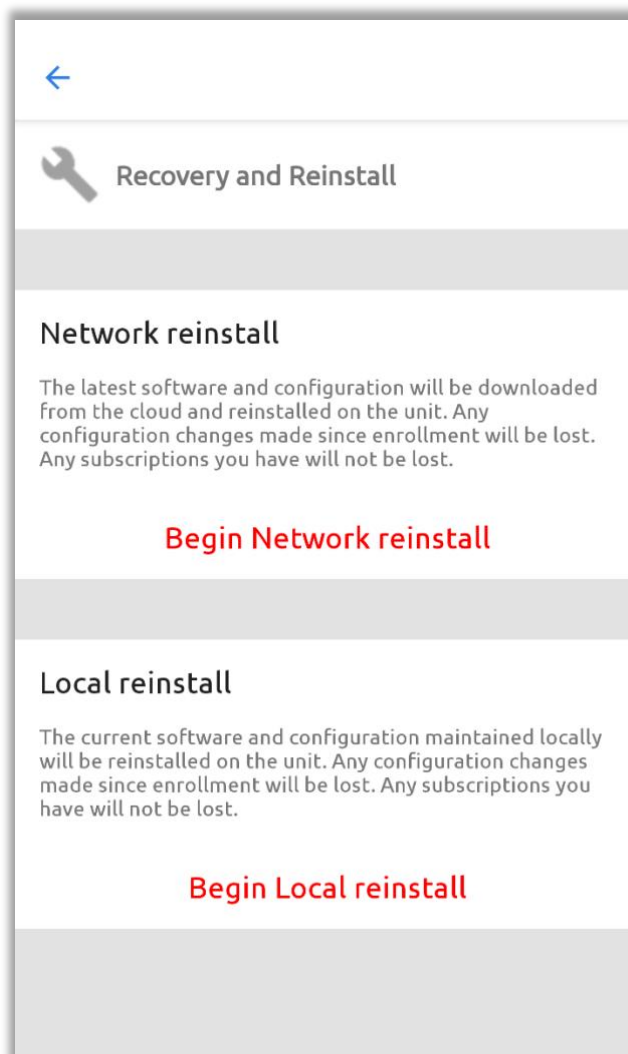 Recovery and Reinstall
Network reinstall
The latest software and configuration will be downloaded
from the cloud and reinstalled on the unit. Any
configuration changes made since enrollment will be lost.
Any subscriptions you have will not be lost.
Begin Network reinstall
Local reinstall
The current software and configuration maintained locally
will be reinstalled on the unit. Any configuration changes
made since enrollment will be lost. Any subscriptions you
have will not be lost.
Begin Local reinstall